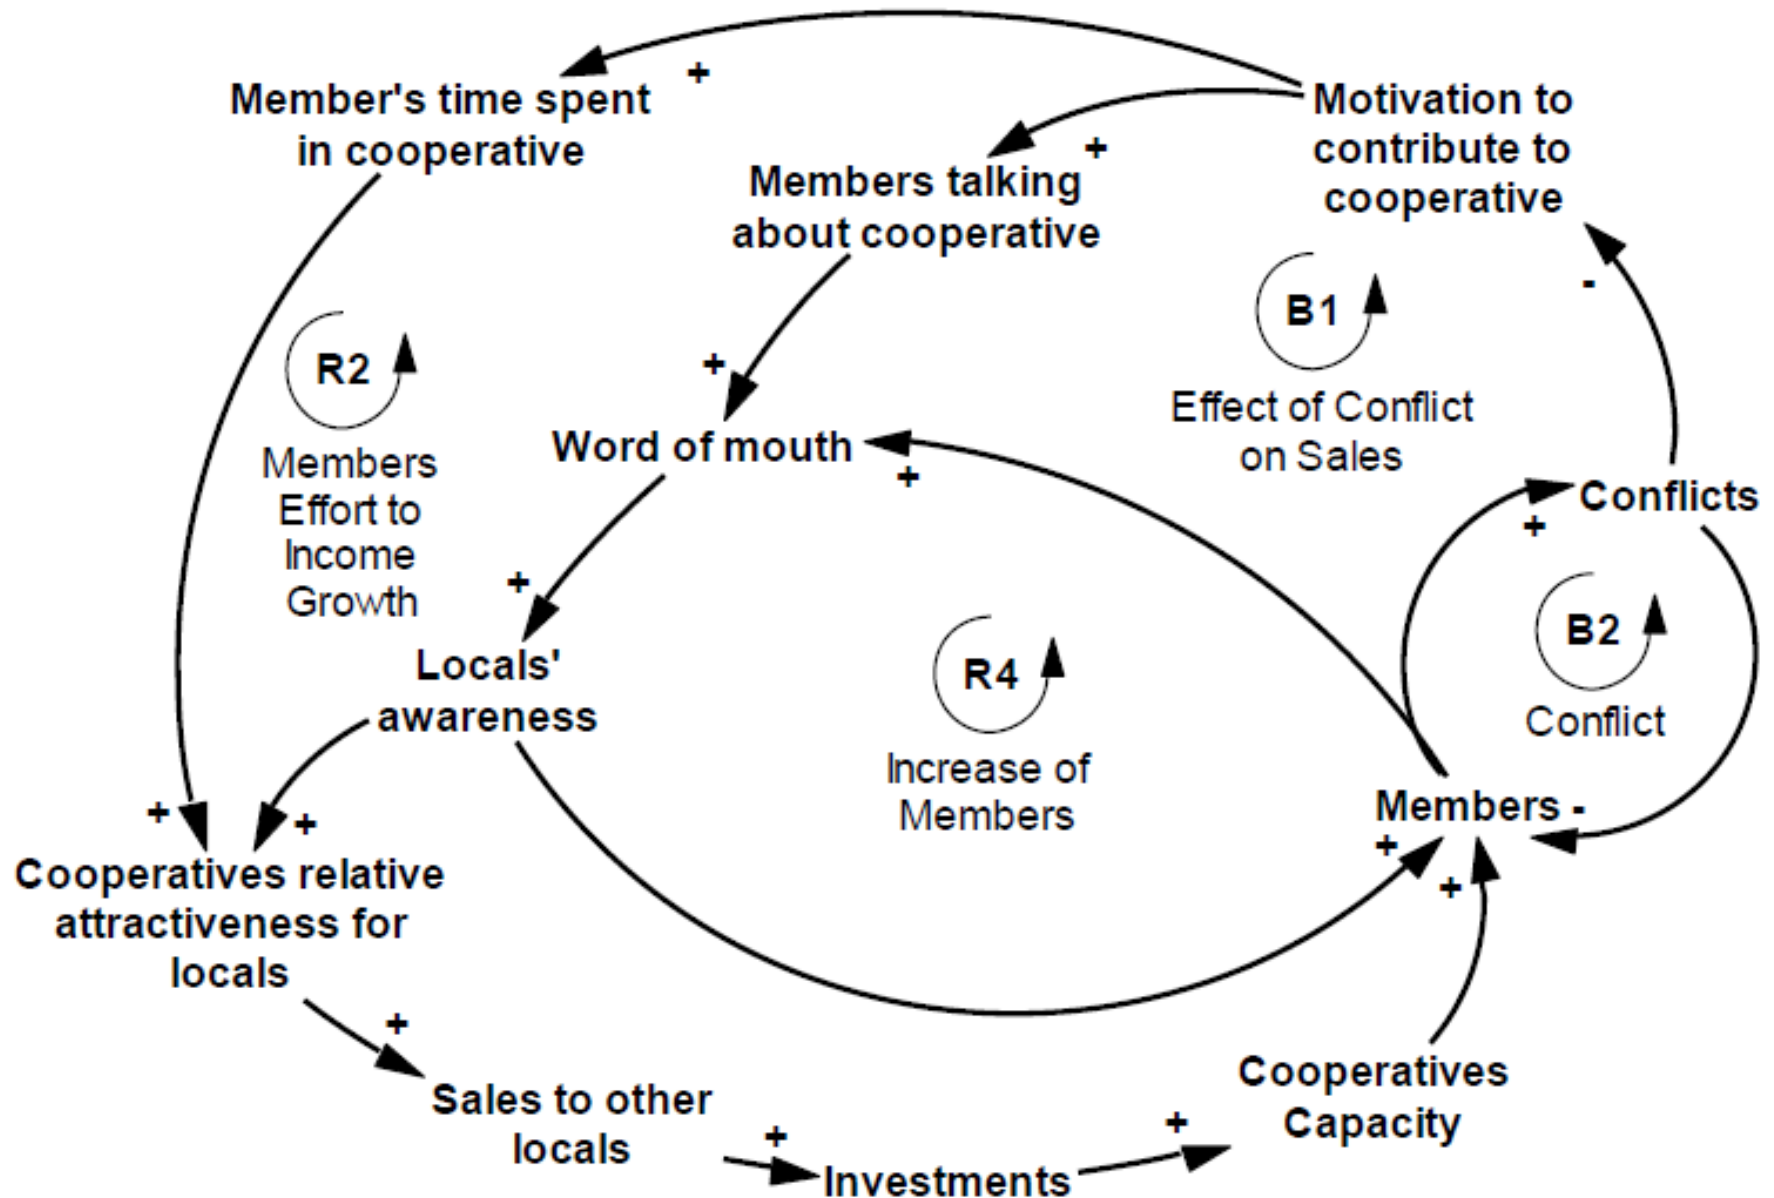 Member's time spent
in cooperative
+
Motivation to
contribute to
cooperative
+
Members talking
about cooperative
-
B1
Effect of Conflict
on Sales
R2
Members
Effort to
Income
Growth
+
Word of mouth
+
Conflicts
+
+
B2
Conflict
Locals'
awareness
R4
Increase of
Members
Members -
+
+
+
+
Cooperatives relative
attractiveness for
locals
+
Sales to other
locals
+
Investments
+
Cooperatives
Capacity